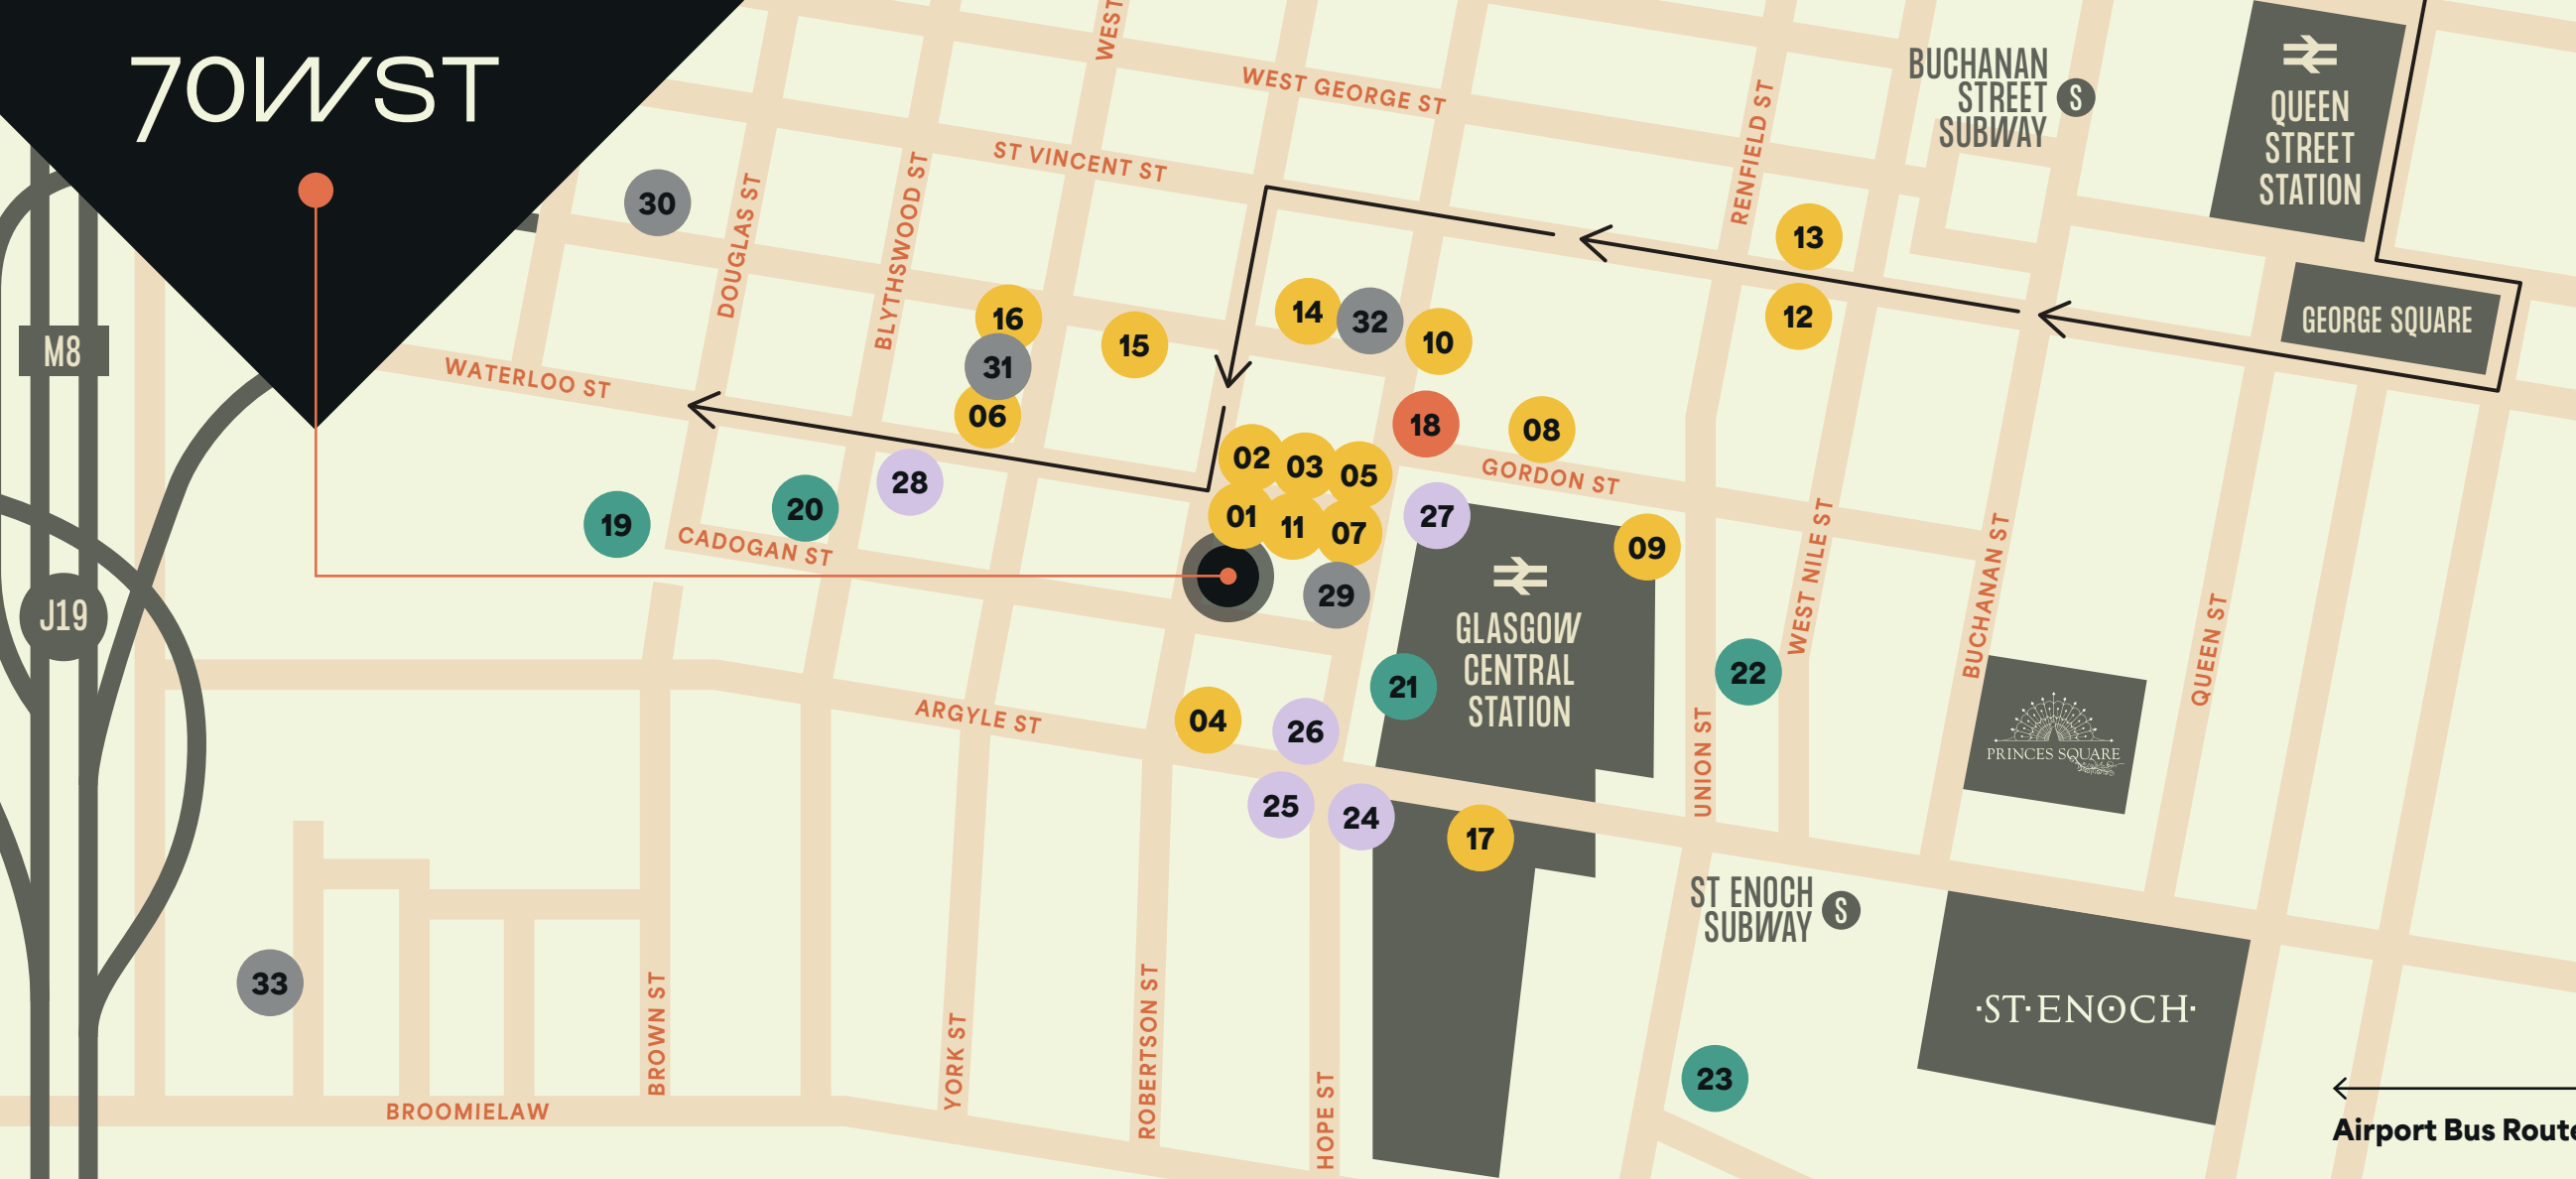 70WST
WEST
WEST GEORGE ST
ST VINCENT ST
RENFIELD ST
BUCHANAN
STREET
SUBWAY
S
QUEEN
STREET
STATION
GEORGE SQUARE
30
DOUGLAS ST
BLYTHSWOOD ST
13
12
14
32
10
16
15
31
06
M8
WATERLOO ST
18
08
GORDON ST
02
03
05
28
20
19
CADOGAN ST
01
11
07
27
09
29
GLASGOW
CENTRAL
STATION
WEST NILE ST
BUCHANAN ST
QUEEN ST
J19
21
22
04
26
ARGYLE ST
UNION ST
PRINCES SQUARE
25
24
17
ST ENOCH
SUBWAY
S
33
BROWN ST
YORK ST
ROBERTSON ST
HOPE ST
·ST·ENOCH·
23
BROOMIELAW
Airport Bus Route